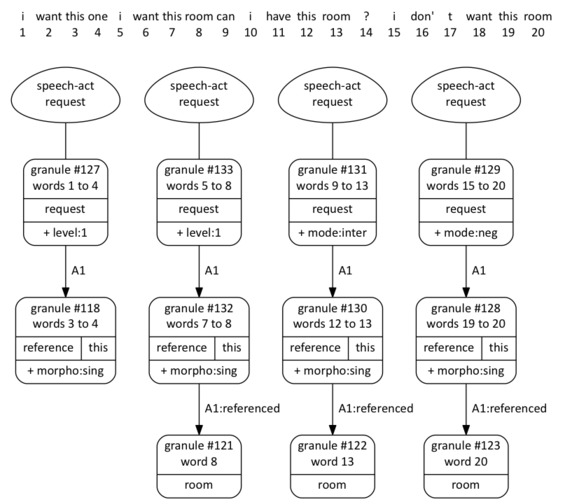 i want this one i want this room can i have this room ? i don' t want this room
1 2 3 4 5 6 7 8 9 10 11 12 13 14 15 16 17 18 19 20
speech-act request speech-act request speech-act request speech-act request
granule #127 granule #133 granule #131 granule #129
words 1 to 4 words 5 to 8 words 9 to 13 words 15 to 20
request request request request
+ level:1 + level:1 + mode:inter + mode:neg
A1 A1 A1 A1
granule #118 granule #132 granule #130 granule #128
words 3 to 4 words 7 to 8 words 12 to 13 words 19 to 20
reference this reference this reference this reference this
+ morpho:sing + morpho:sing + morpho:sing + morpho:sing
A1:referenced A1:referenced A1:referenced
granule #121 granule #122 granule #123
word 8 word 13 word 20
room room room